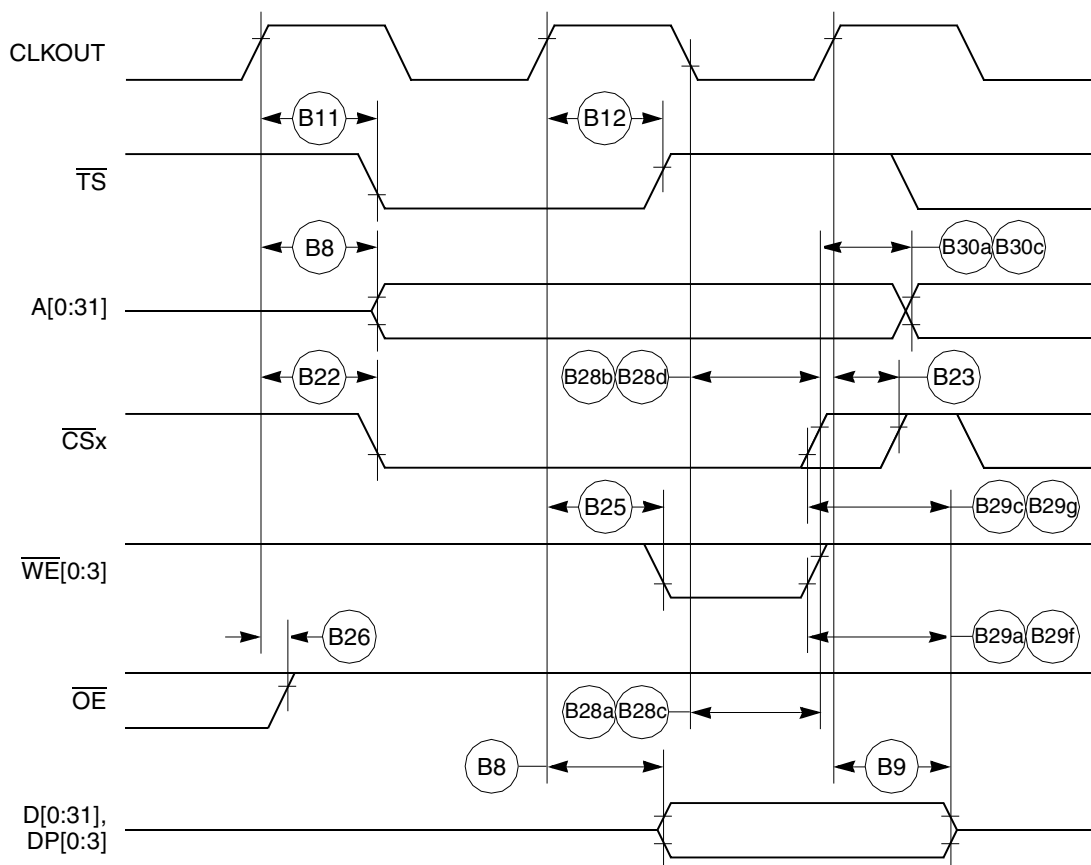 CLKOUT
B11
B12
TS
B8
B30a B30c
A[0:31]
B22
B28b B28d
B23
CSx
B25
B29c B29g
WE[0:3]
B26
B29a B29f
OE
B28a B28c
B8
B9
D[0:31],
DP[0:3]